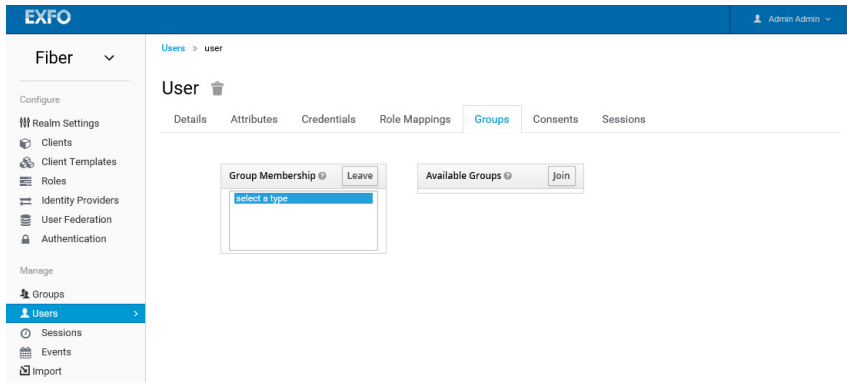 EXFO
Admin Admin
Fiber
Users » user
User
Configure
Details Attributes Credentials Role Mappings Groups Consents Sessions
Realm Settings
Clients
Client Templates
Roles
Identity Providers
User Federation
Authentication
Group Membership Leave
Available Groups Join
select a type
Manage
Groups
Users
Sessions
Events
Import